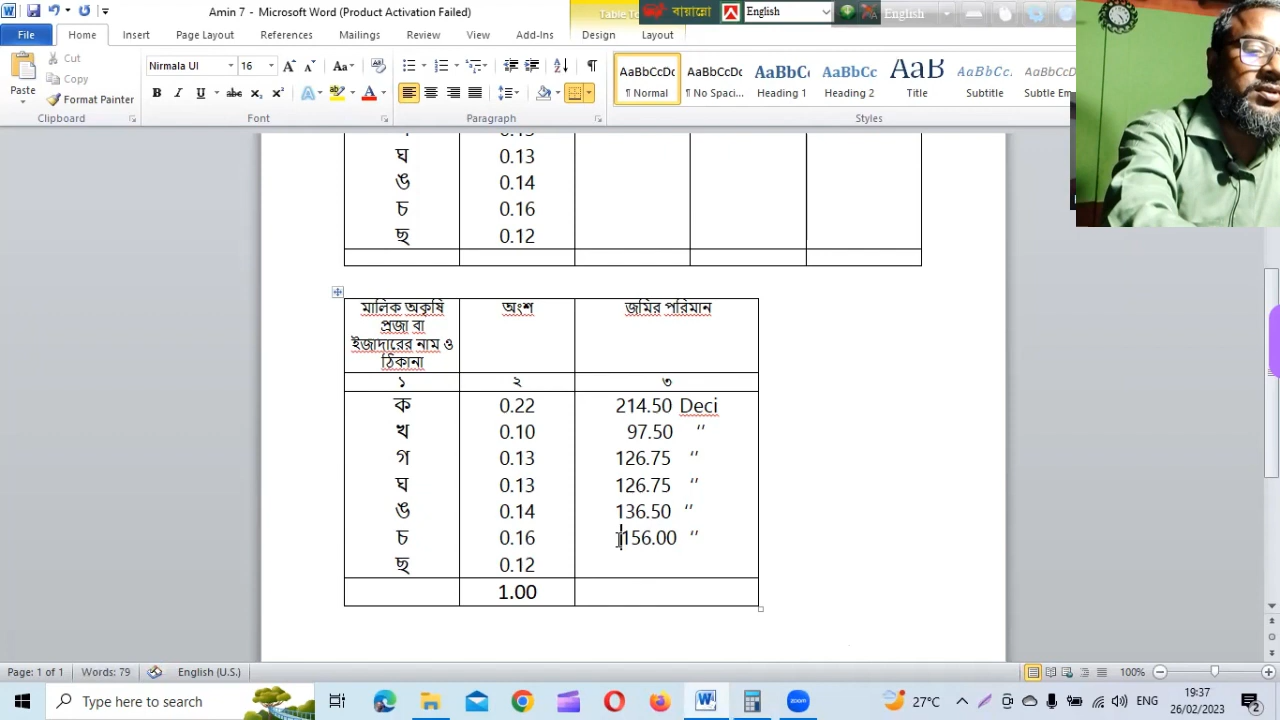 Amin 7 - Microsoft Word (Product Activation Failed)
Table To
বায়ান্নো
English
English
File Home Insert Page Layout References Mailings Review View Add-Ins Design Layout
Cut
Copy
Format Painter
Paste
Nirmala UI 16
AaBbCcDc AaBbCcDc AaBbC AaBbCc AaB AaBbCc. AaBbCcDc
¶ Normal ¶ No Spaci... Heading 1 Heading 2 Title Subtitle Subtle Em
Clipboard Font Paragraph Styles
ঘ 0.13
ঙ 0.14
চ 0.16
ছ 0.12
মালিক অকৃষি প্রজা বা ইজাদারের নাম ও ঠিকানা অংশ জমির পরিমান
১ ২ ৩
ক 0.22 214.50 Deci
খ 0.10 97.50 ‘’
গ 0.13 126.75 ‘’
ঘ 0.13 126.75 ‘’
ঙ 0.14 136.50 ‘’
চ 0.16 156.00 ‘’
ছ 0.12
1.00
Page: 1 of 1 Words: 79 English (U.S.) 100%
Type here to search 27°C ENG 19:37
26/02/2023
2